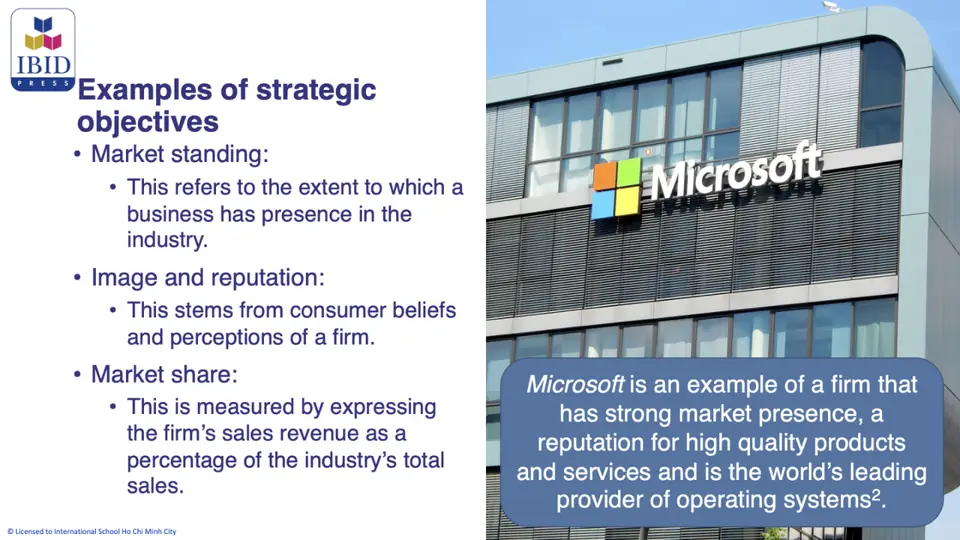 IBID
PRESS
Examples of strategic
objectives
• Market standing:
• This refers to the extent to which a
business has presence in the
industry.
• Image and reputation:
• This stems from consumer beliefs
and perceptions of a firm.
• Market share:
• This is measured by expressing
the firm's sales revenue as a
percentage of the industry's total
sales.
Microsoft
Microsoft is an example of a firm that
has strong market presence, a
reputation for high quality products
and services and is the world's leading
provider of operating systems².
© Licensed to International School Ho Chi Minh City